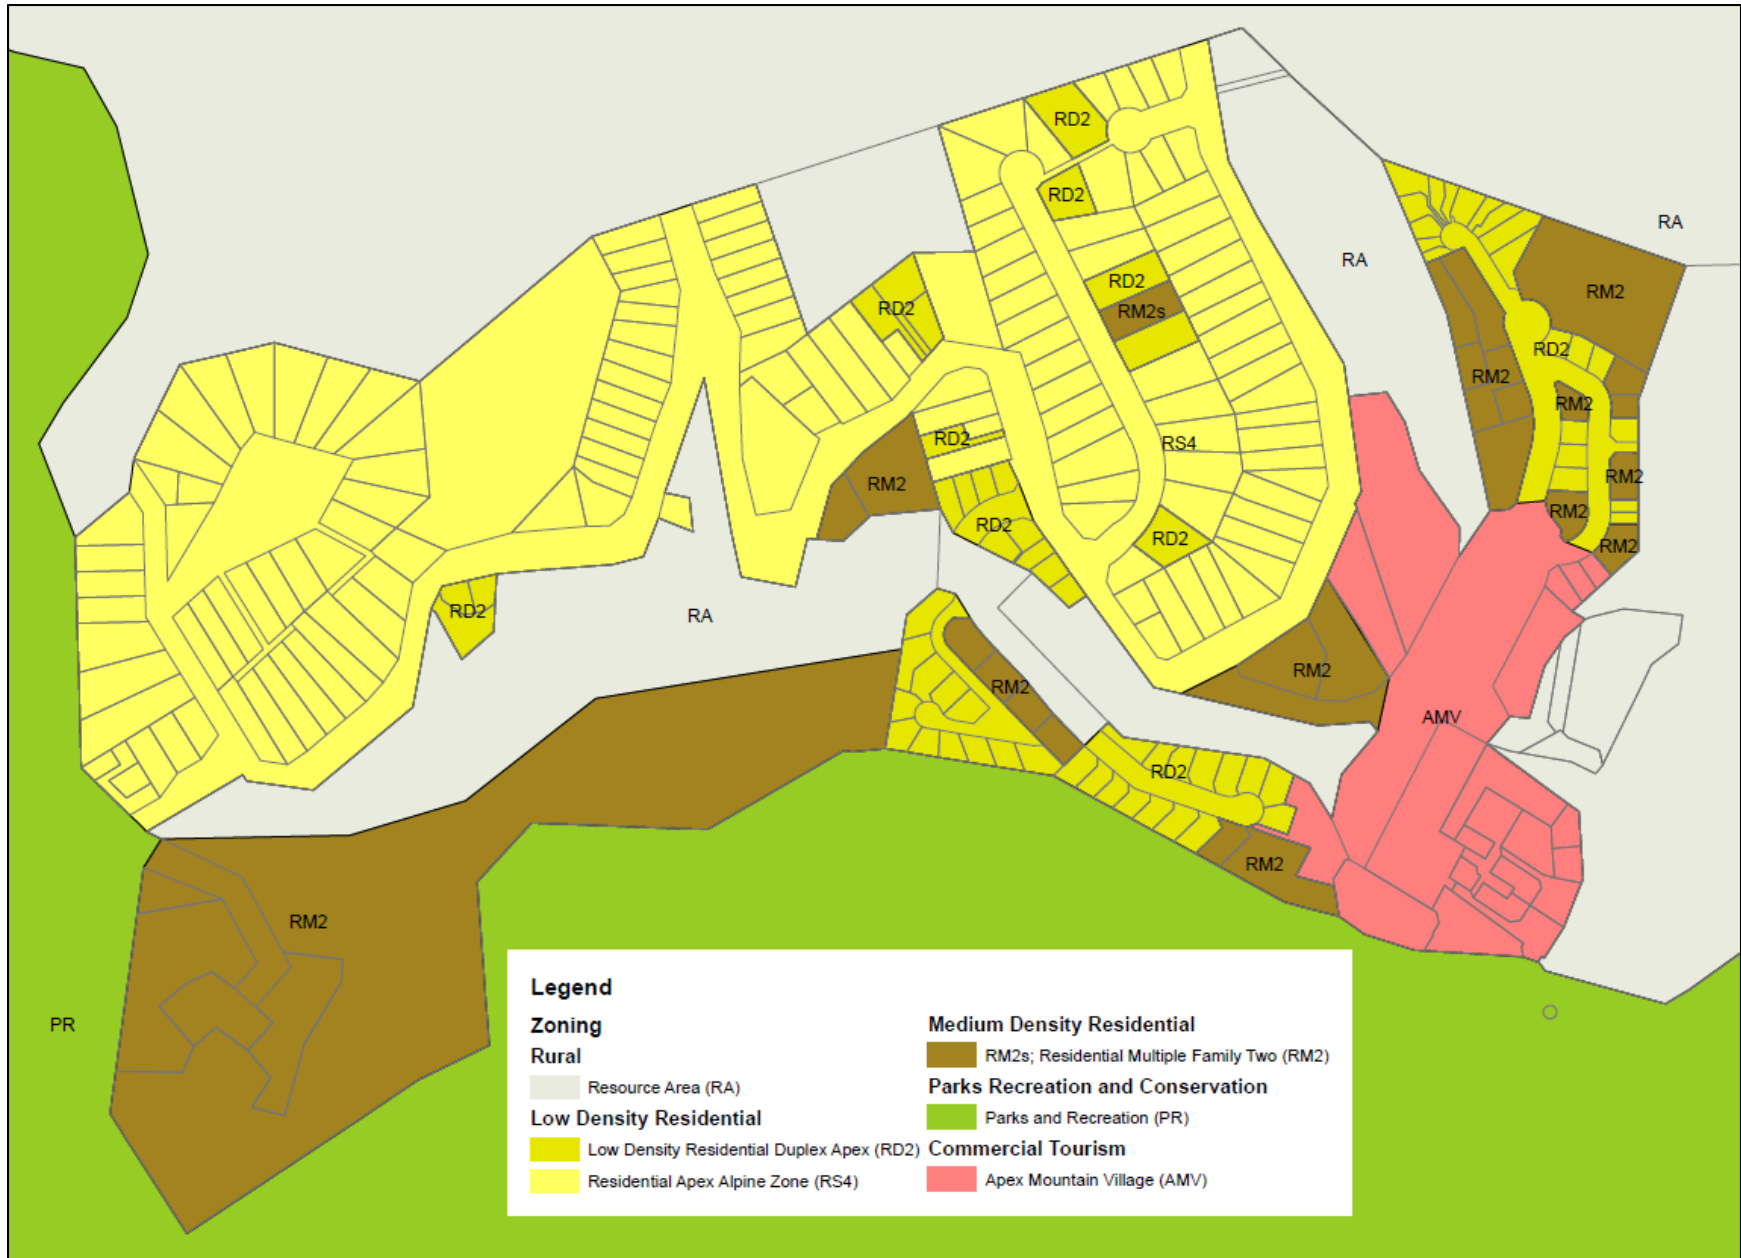 RD2
RD2
RA
RA
RD2
RM2
RD2
RM2s
RD2
RM2
RM2
RD2
RS4
RM2
RM2
RD2
RM2
RD2
RM2
RD2
RA
RM2
RM2
AMV
RD2
RM2
RM2
PR
Legend
Zoning
Rural
Resource Area (RA)
Low Density Residential
Low Density Residential Duplex Apex (RD2)
Residential Apex Alpine Zone (RS4)
Medium Density Residential
RM2s; Residential Multiple Family Two (RM2)
Parks Recreation and Conservation
Parks and Recreation (PR)
Commercial Tourism
Apex Mountain Village (AMV)